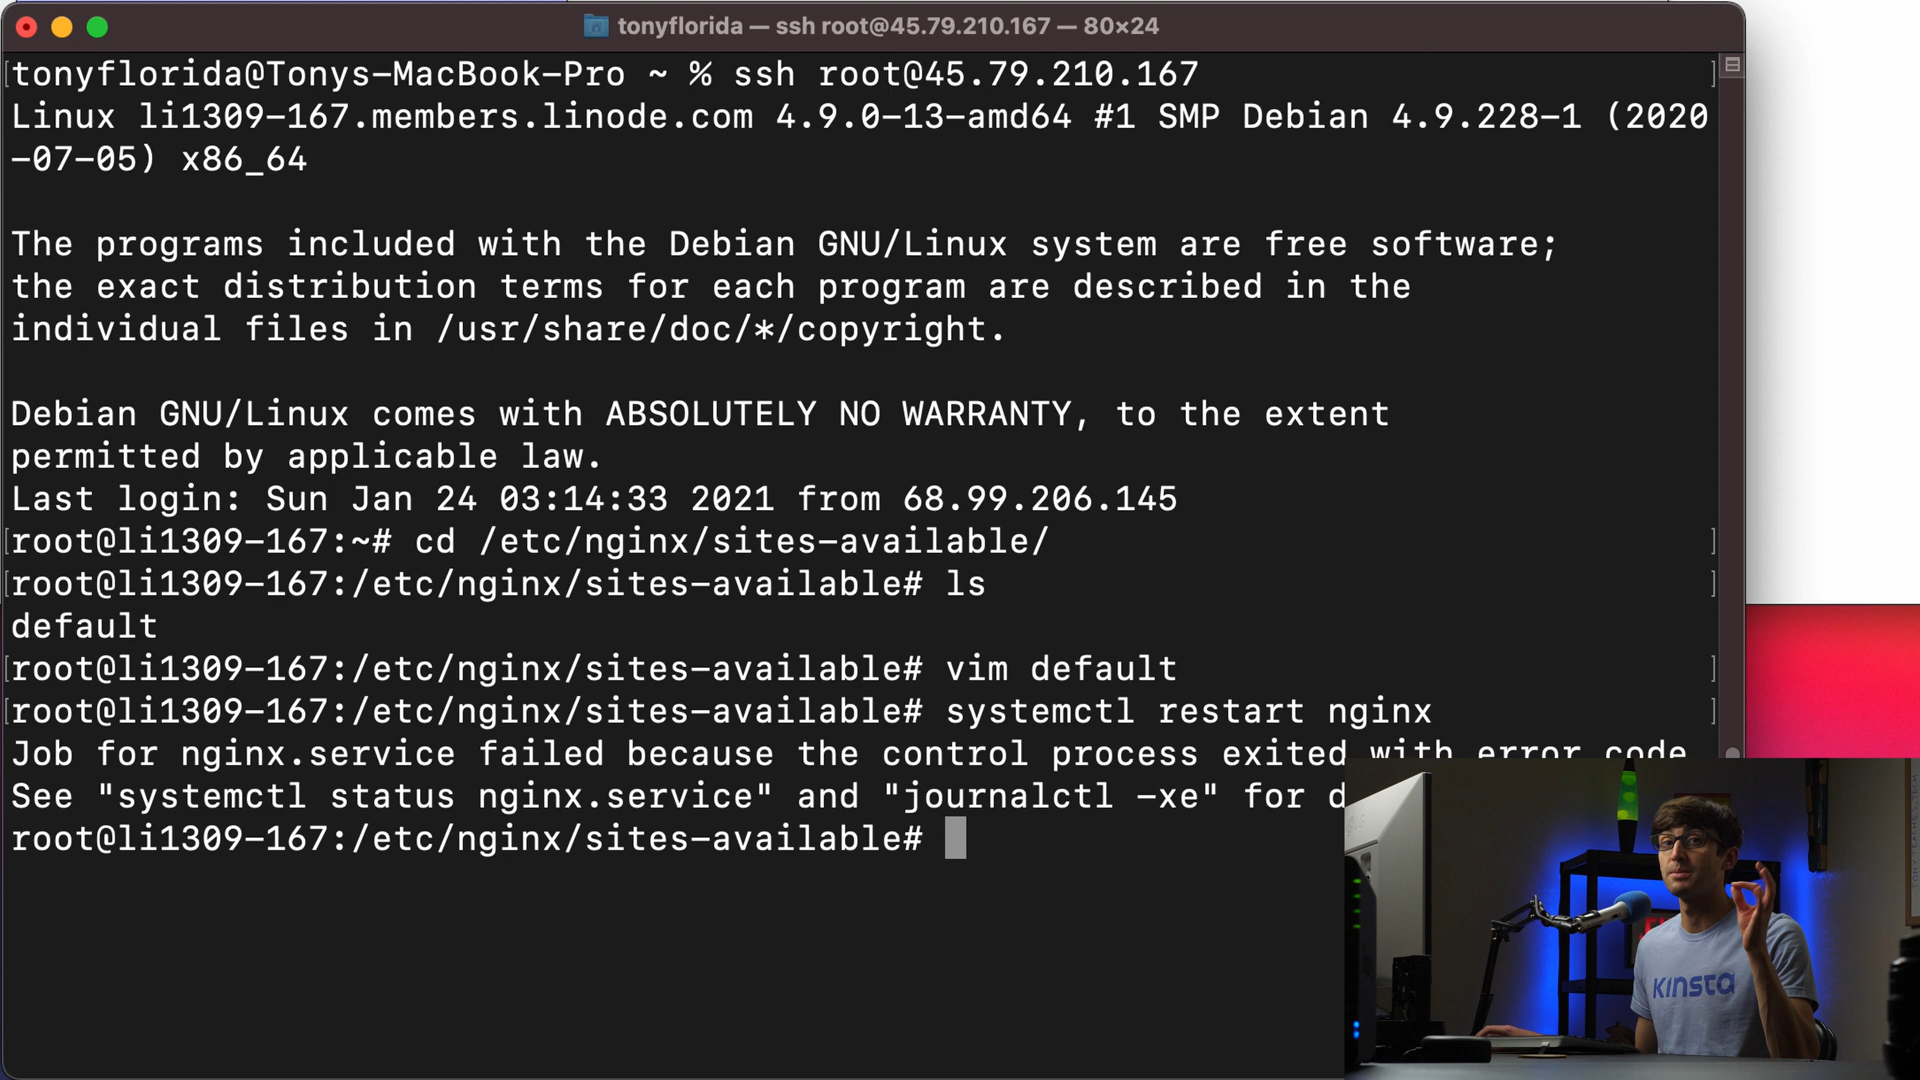 tonyflorida — ssh root@45.79.210.167 — 80×24
tonyflorida@Tonys-MacBook-Pro ~ % ssh root@45.79.210.167
Linux li1309-167.members.linode.com 4.9.0-13-amd64 #1 SMP Debian 4.9.228-1 (2020
-07-05) x86_64
The programs included with the Debian GNU/Linux system are free software;
the exact distribution terms for each program are described in the
individual files in /usr/share/doc/*/copyright.
Debian GNU/Linux comes with ABSOLUTELY NO WARRANTY, to the extent
permitted by applicable law.
Last login: Sun Jan 24 03:14:33 2021 from 68.99.206.145
root@li1309-167:~# cd /etc/nginx/sites-available/
root@li1309-167:/etc/nginx/sites-available# ls
default
root@li1309-167:/etc/nginx/sites-available# vim default
root@li1309-167:/etc/nginx/sites-available# systemctl restart nginx
Job for nginx.service failed because the control process exited with error code
See "systemctl status nginx.service" and "journalctl -xe" for d
root@li1309-167:/etc/nginx/sites-available#
KINSTA